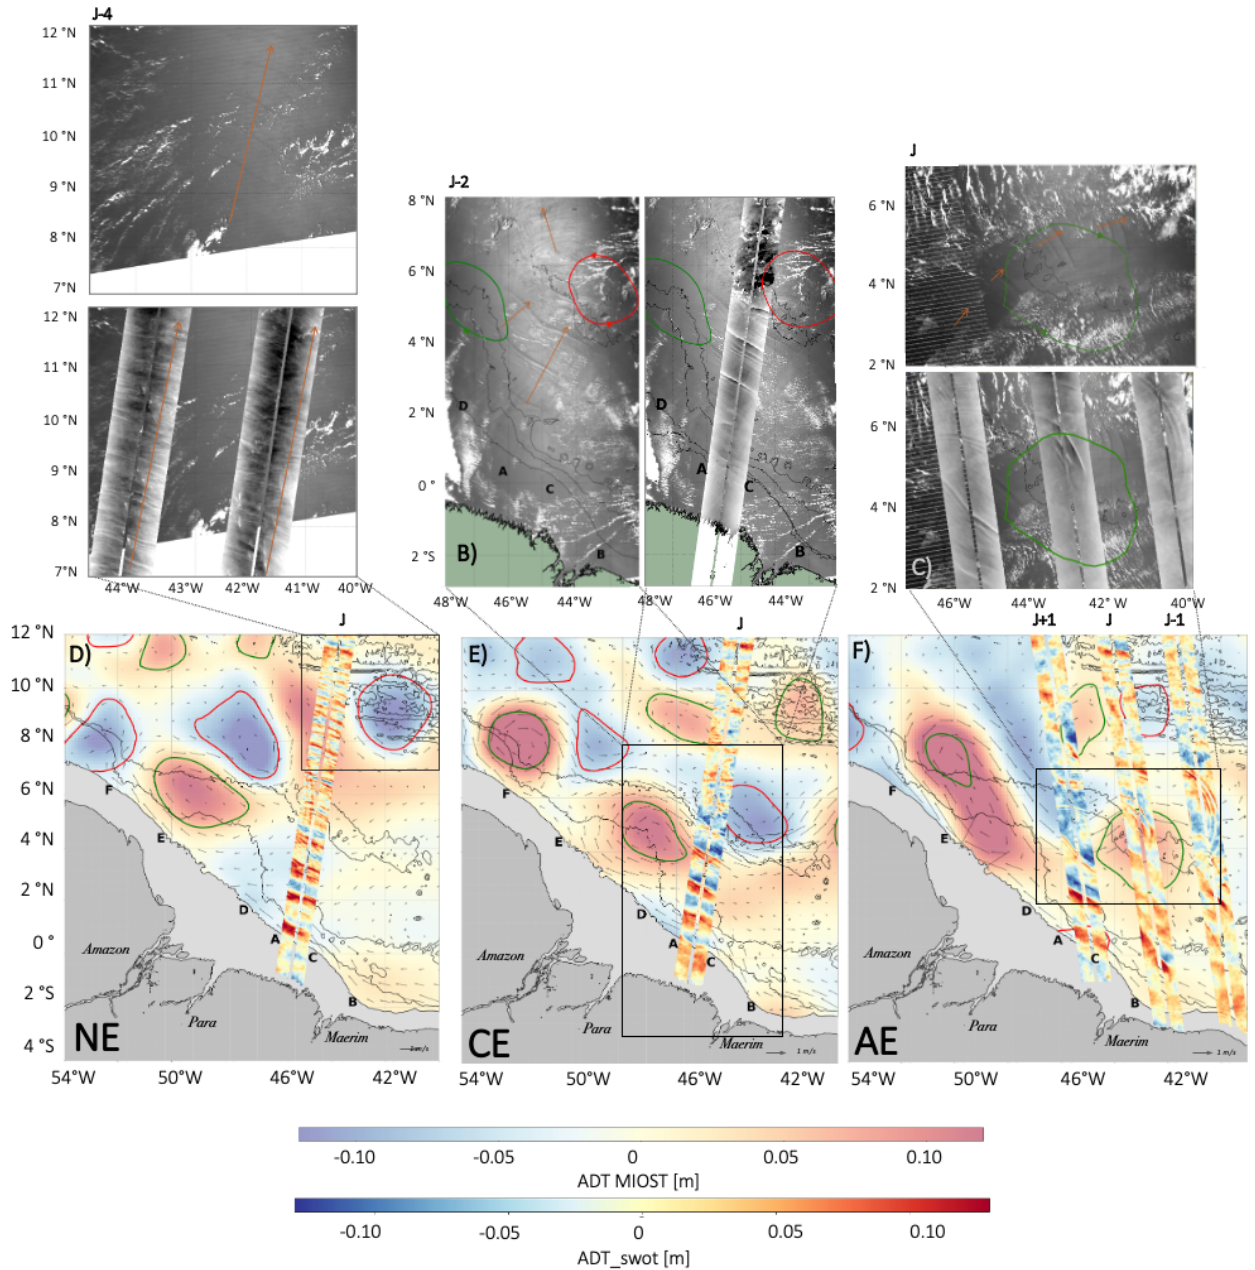 J-4
12 °N
11 °N
10 °N
9 °N
8 °N
7°N
12 °N
11 °N
10 °N
9 °N
8 °N
7°N
44°W 43°W 42°W 41°W 40°W
J-2
8 °N
6 °N
4 °N
2 °N
0 °
2 °S
D
A
C
B
B)
D
A
C
B
48°W 46°W 44°W 48°W 46°W 44°W
J
6 °N
4 °N
2 °N
6 °N
4 °N
2 °N
C)
46°W 44°W 42°W 40°W
12 °N
10 °N
8 °N
6 °N
4 °N
2 °N
0 °
2 °S
4 °S
D)
J
F
E
D
A
C
B
Amazon
Para
Maerim
NE
1 m/s
54°W 50°W 46°W 42°W
E)
J
F
E
D
A
C
B
Amazon
Para
Maerim
CE
1 m/s
54°W 50°W 46°W 42°W
F)
J+1 J J-1
F
E
D
A
C
B
Amazon
Para
Maerim
AE
1 m/s
54°W 50°W 46°W 42°W
-0.10 -0.05 0 0.05 0.10
ADT MIOST [m]
-0.10 -0.05 0 0.05 0.10
ADT_swot [m]